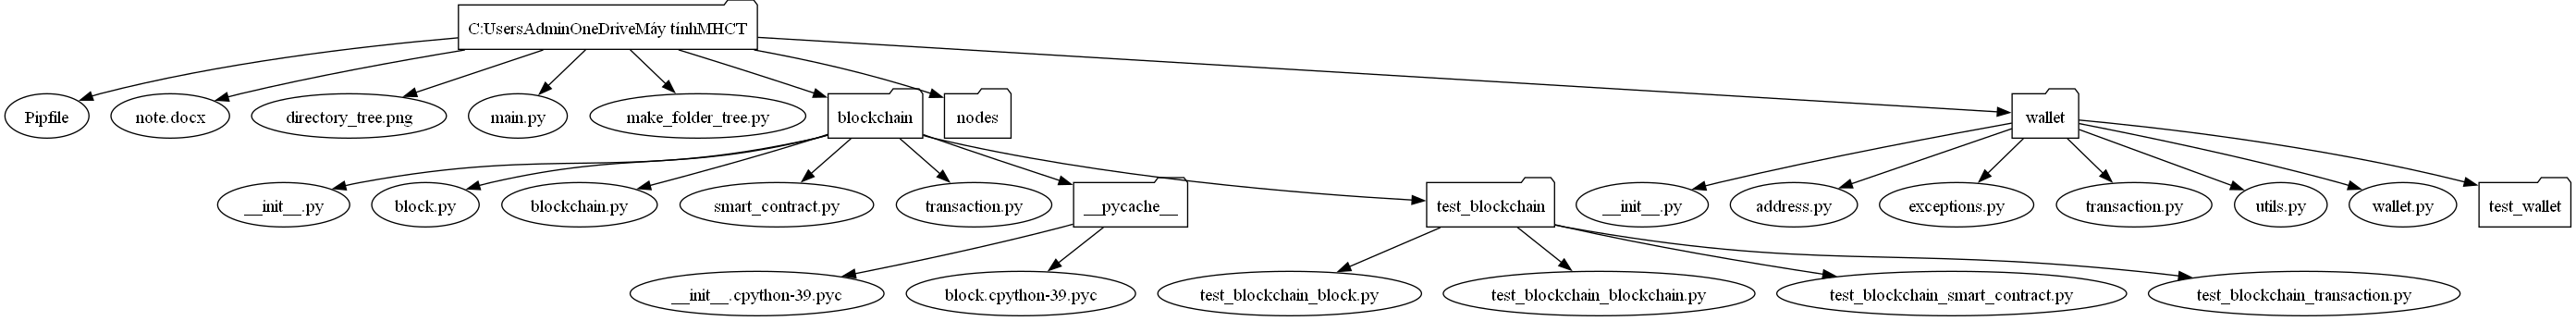 C:UsersAdminOneDriveMáy tínhMHCT
Pipfile
note.docx
directory_tree.png
main.py
make_folder_tree.py
blockchain
nodes
wallet
__init__.py
block.py
blockchain.py
smart_contract.py
transaction.py
__pycache__
test_blockchain
__init__.py
address.py
exceptions.py
transaction.py
utils.py
wallet.py
test_wallet
__init__.cpython-39.pyc
block.cpython-39.pyc
test_blockchain_block.py
test_blockchain_blockchain.py
test_blockchain_smart_contract.py
test_blockchain_transaction.py